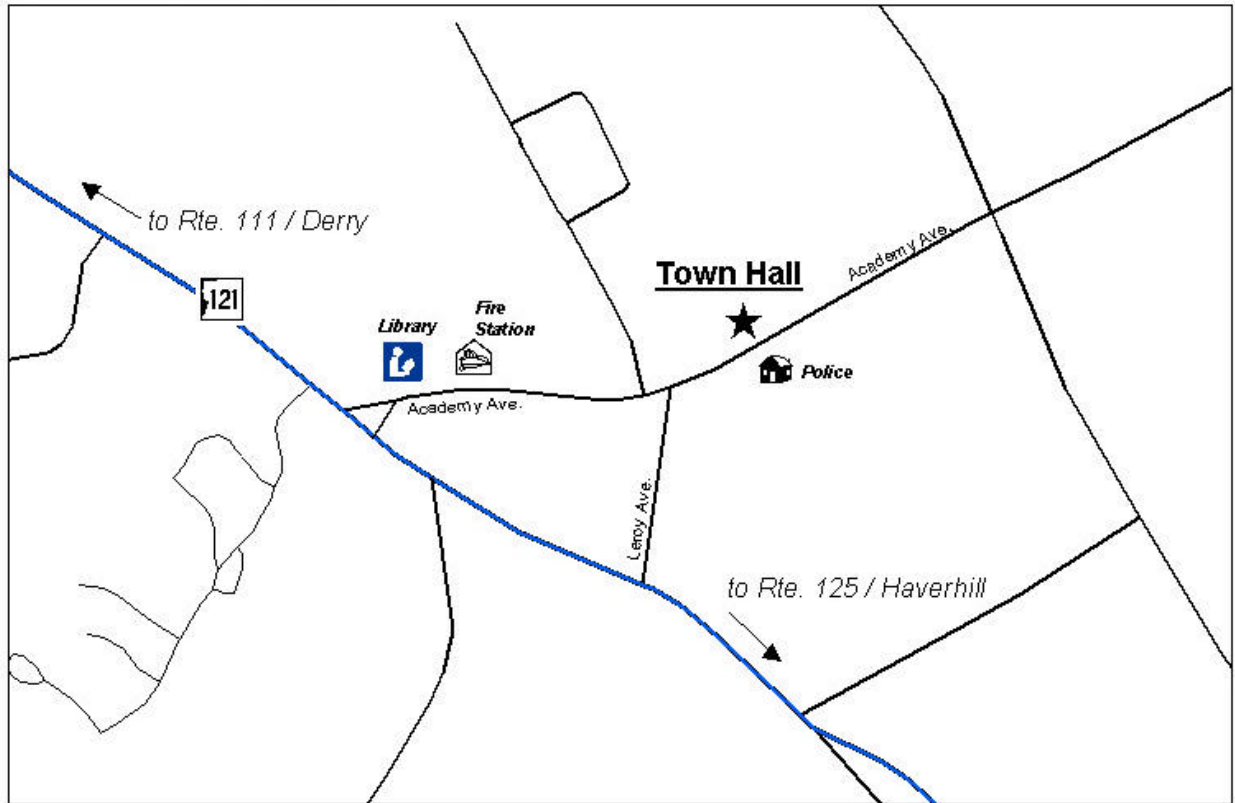 to Rte. 111 / Derry
121
Library
Fire
Station
Town Hall
Academy Ave.
Police
Academy Ave.
Leroy Ave.
to Rte. 125 / Haverhill